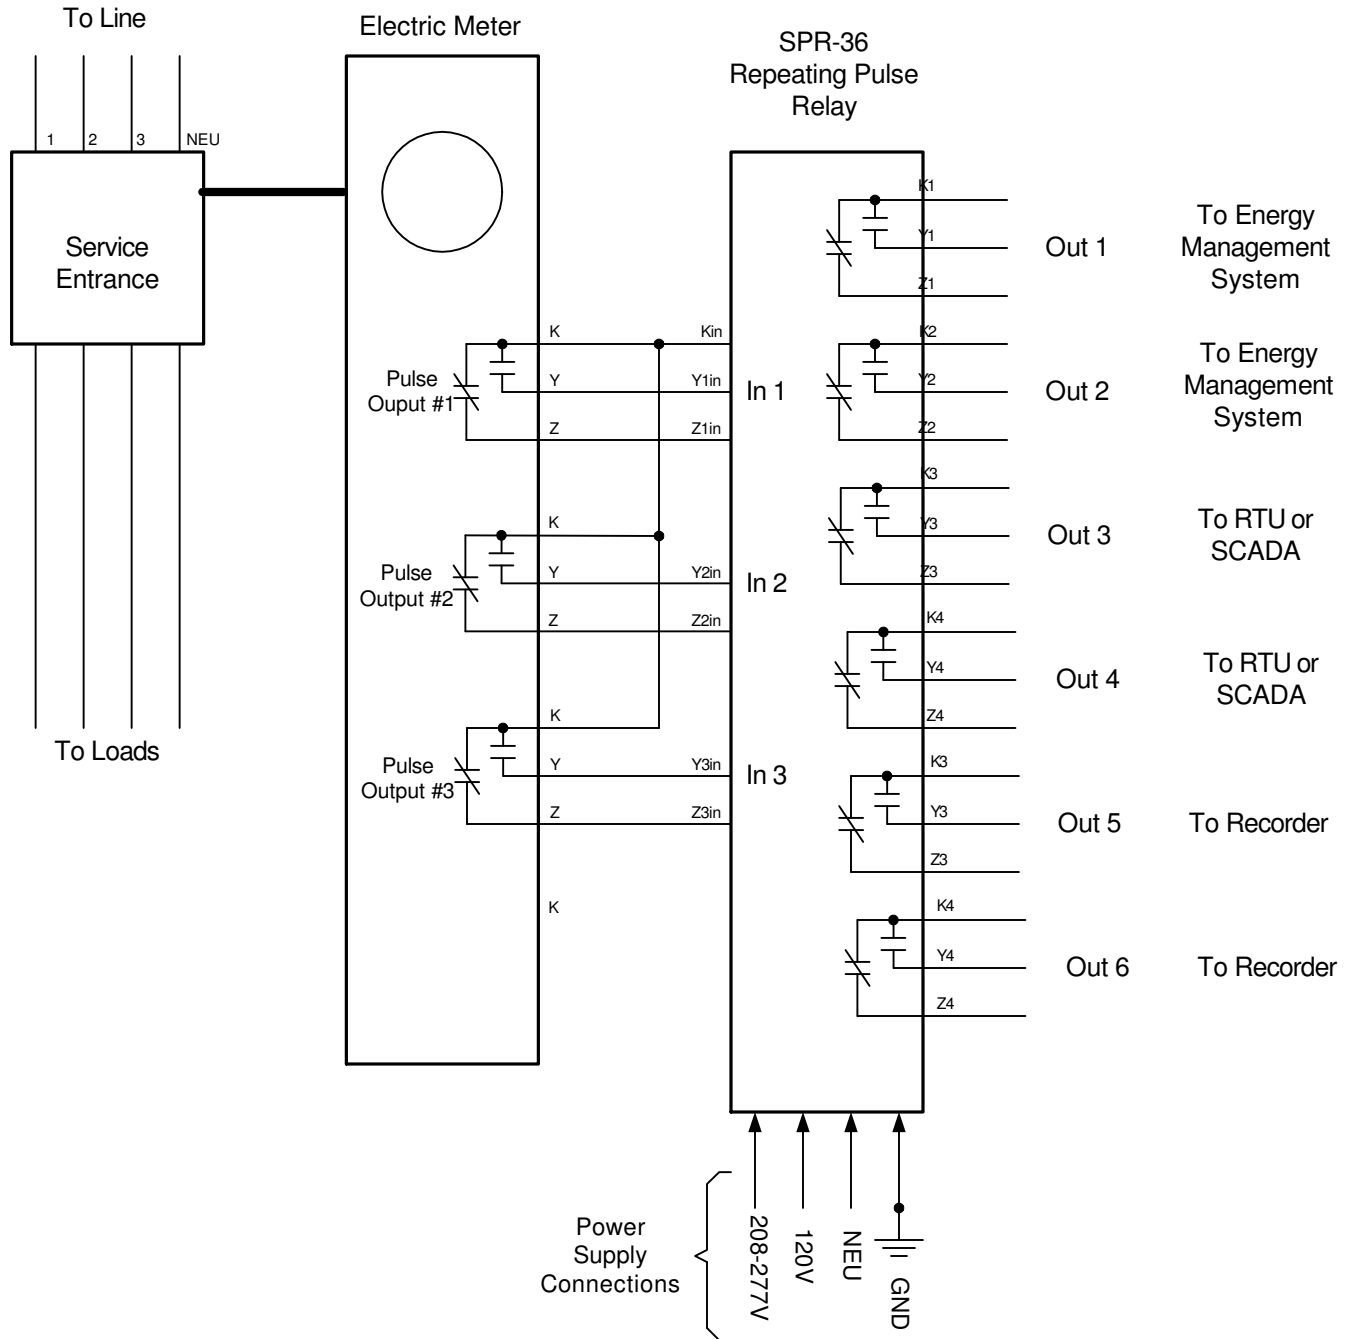 To Line
Electric Meter
SPR-36
Repeating Pulse
Relay
1 2 3 NEU
Service
Entrance
To Loads
Pulse
Ouput #1
K
Y
Z
Kin
Y1in
Z1in
In 1
Pulse
Output #2
K
Y
Z
Y2in
Z2in
In 2
Pulse
Output #3
K
Y
Z
Y3in
Z3in
In 3
K
K1
Y1
Z1
Out 1
To Energy
Management
System
K2
Y2
Z2
Out 2
To Energy
Management
System
K3
Y3
Z3
Out 3
To RTU or
SCADA
K4
Y4
Z4
Out 4
To RTU or
SCADA
K3
Y3
Z3
Out 5
To Recorder
K4
Y4
Z4
Out 6
To Recorder
Power
Supply
Connections
208-277V
120V
NEU
GND